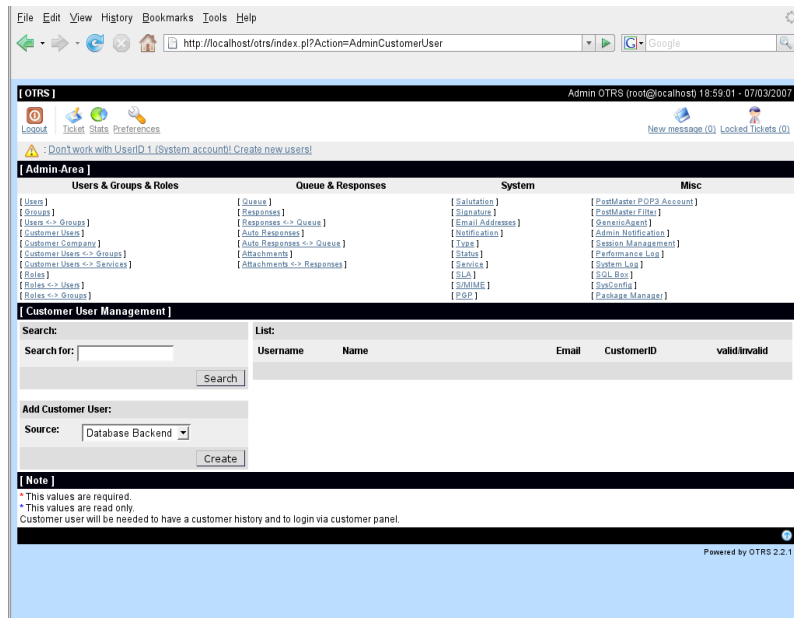 File Edit View History Bookmarks Tools Help
http://localhost/otrs/index.pl?Action=AdminCustomerUser
G Google
[ OTRS ] Admin OTRS (root@localhost) 18:59:01 - 07/03/2007
Logout Ticket Stats Preferences New message (0) Locked Tickets (0)
: Don't work with UserID 1 (System account)! Create new users!
[ Admin-Area ]
Users & Groups & Roles Queue & Responses System Misc
[ Users ] [ Queue ] [ Salutation ] [ PostMaster POP3 Account ]
[ Groups ] [ Responses ] [ Signature ] [ PostMaster Filter ]
[ Users <-> Groups ] [ Responses <-> Queue ] [ Email Addresses ] [ GenericAgent ]
[ Customer Users ] [ Auto Responses ] [ Notification ] [ Admin Notification ]
[ Customer Company ] [ Auto Responses <-> Queue ] [ Type ] [ Session Management ]
[ Customer Users <-> Groups ] [ Attachments ] [ Status ] [ Performance Log ]
[ Customer Users <-> Services ] [ Attachments <-> Responses ] [ Service ] [ System Log ]
[ Roles ] [ SLA ] [ SQL Box ]
[ Roles <-> Users ] [ S/MIME ] [ SysConfig ]
[ Roles <-> Groups ] [ PGP ] [ Package Manager ]
[ Customer User Management ]
Search: List:
Search for: Username Name Email CustomerID valid/invalid
Search
Add Customer User:
Source: Database Backend
Create
[ Note ]
* This values are required.
* This values are read only.
Customer user will be needed to have a customer history and to login via customer panel.
Powered by OTRS 2.2.1